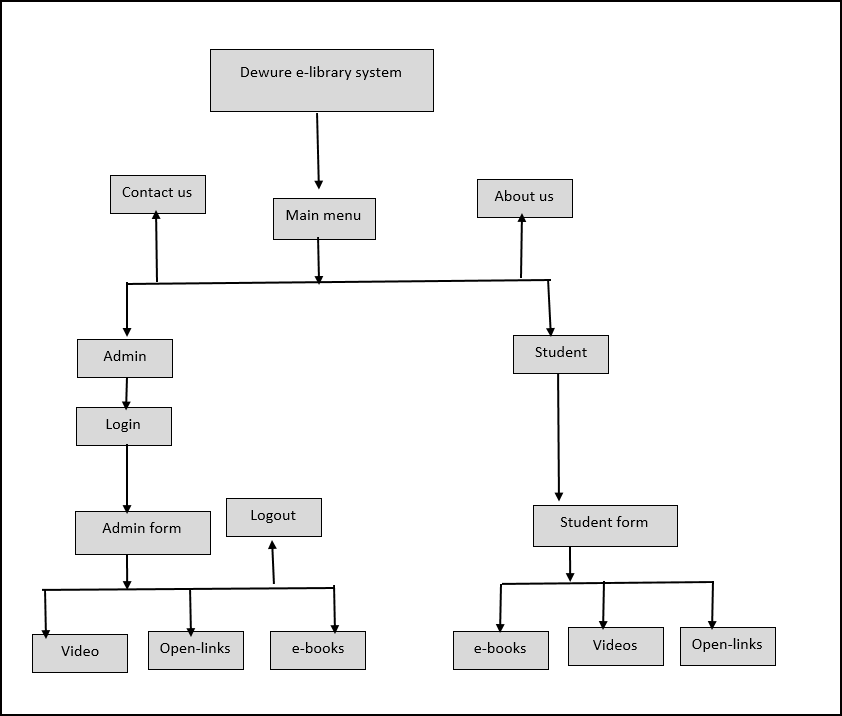 Dewure e-library system
Contact us
Main menu
About us
Admin
Student
Login
Admin form
Logout
Student form
Video
Open-links
e-books
e-books
Videos
Open-links